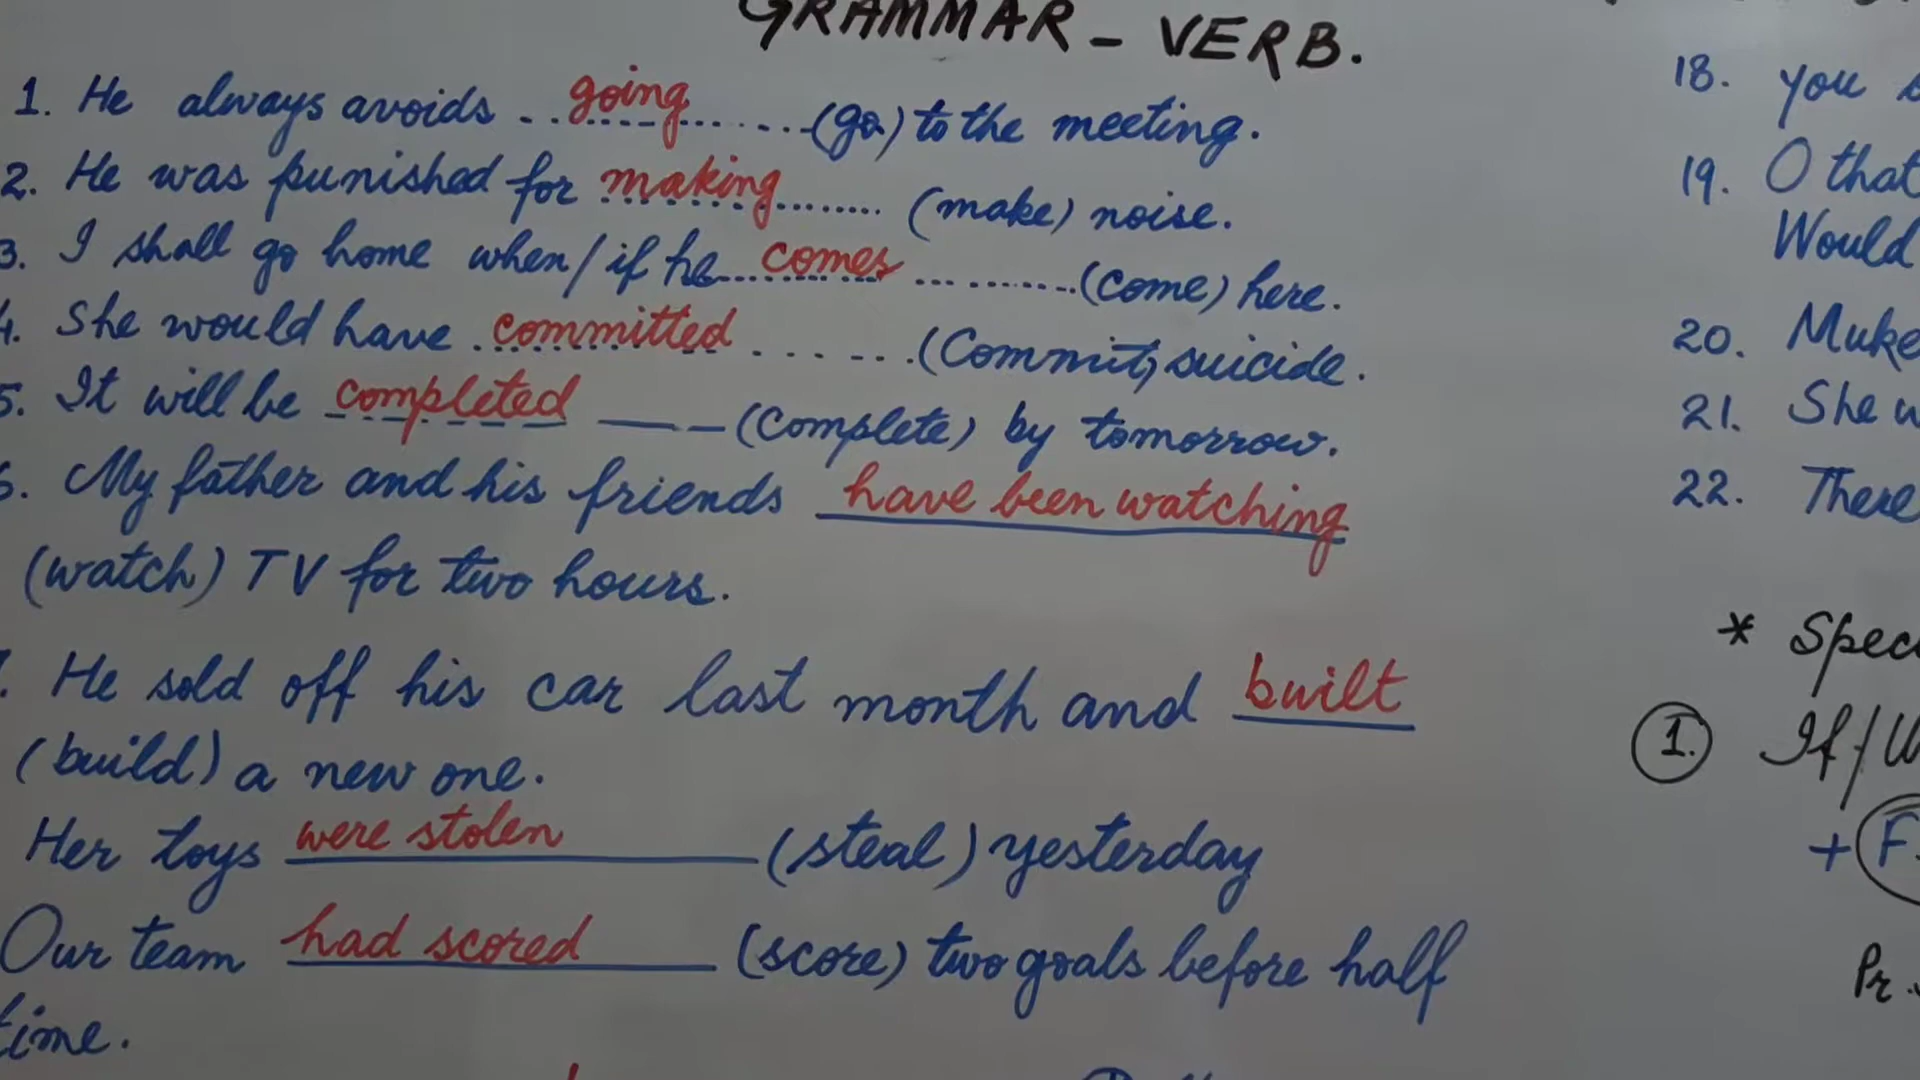 GRAMMAR - VERB.
1. He always avoids ... going ... (go) to the meeting.
2. He was punished for making ....... (make) noise.
3. I shall go home when/if he ... comes ........ (come) here.
4. She would have . committed ...... (Commit) suicide.
5. It will be completed ____ (Complete) by tomorrow.
6. My father and his friends have been watching
(watch) TV for two hours.
. He sold off his car last month and built
(build) a new one.
Her toys were stolen (steal) yesterday
Our team had scored (score) two goals before half
time.
18. you
19. O that
Would
20. Muke
21. She w
22. There
* Spec
1. If/W
+ F
Pr.